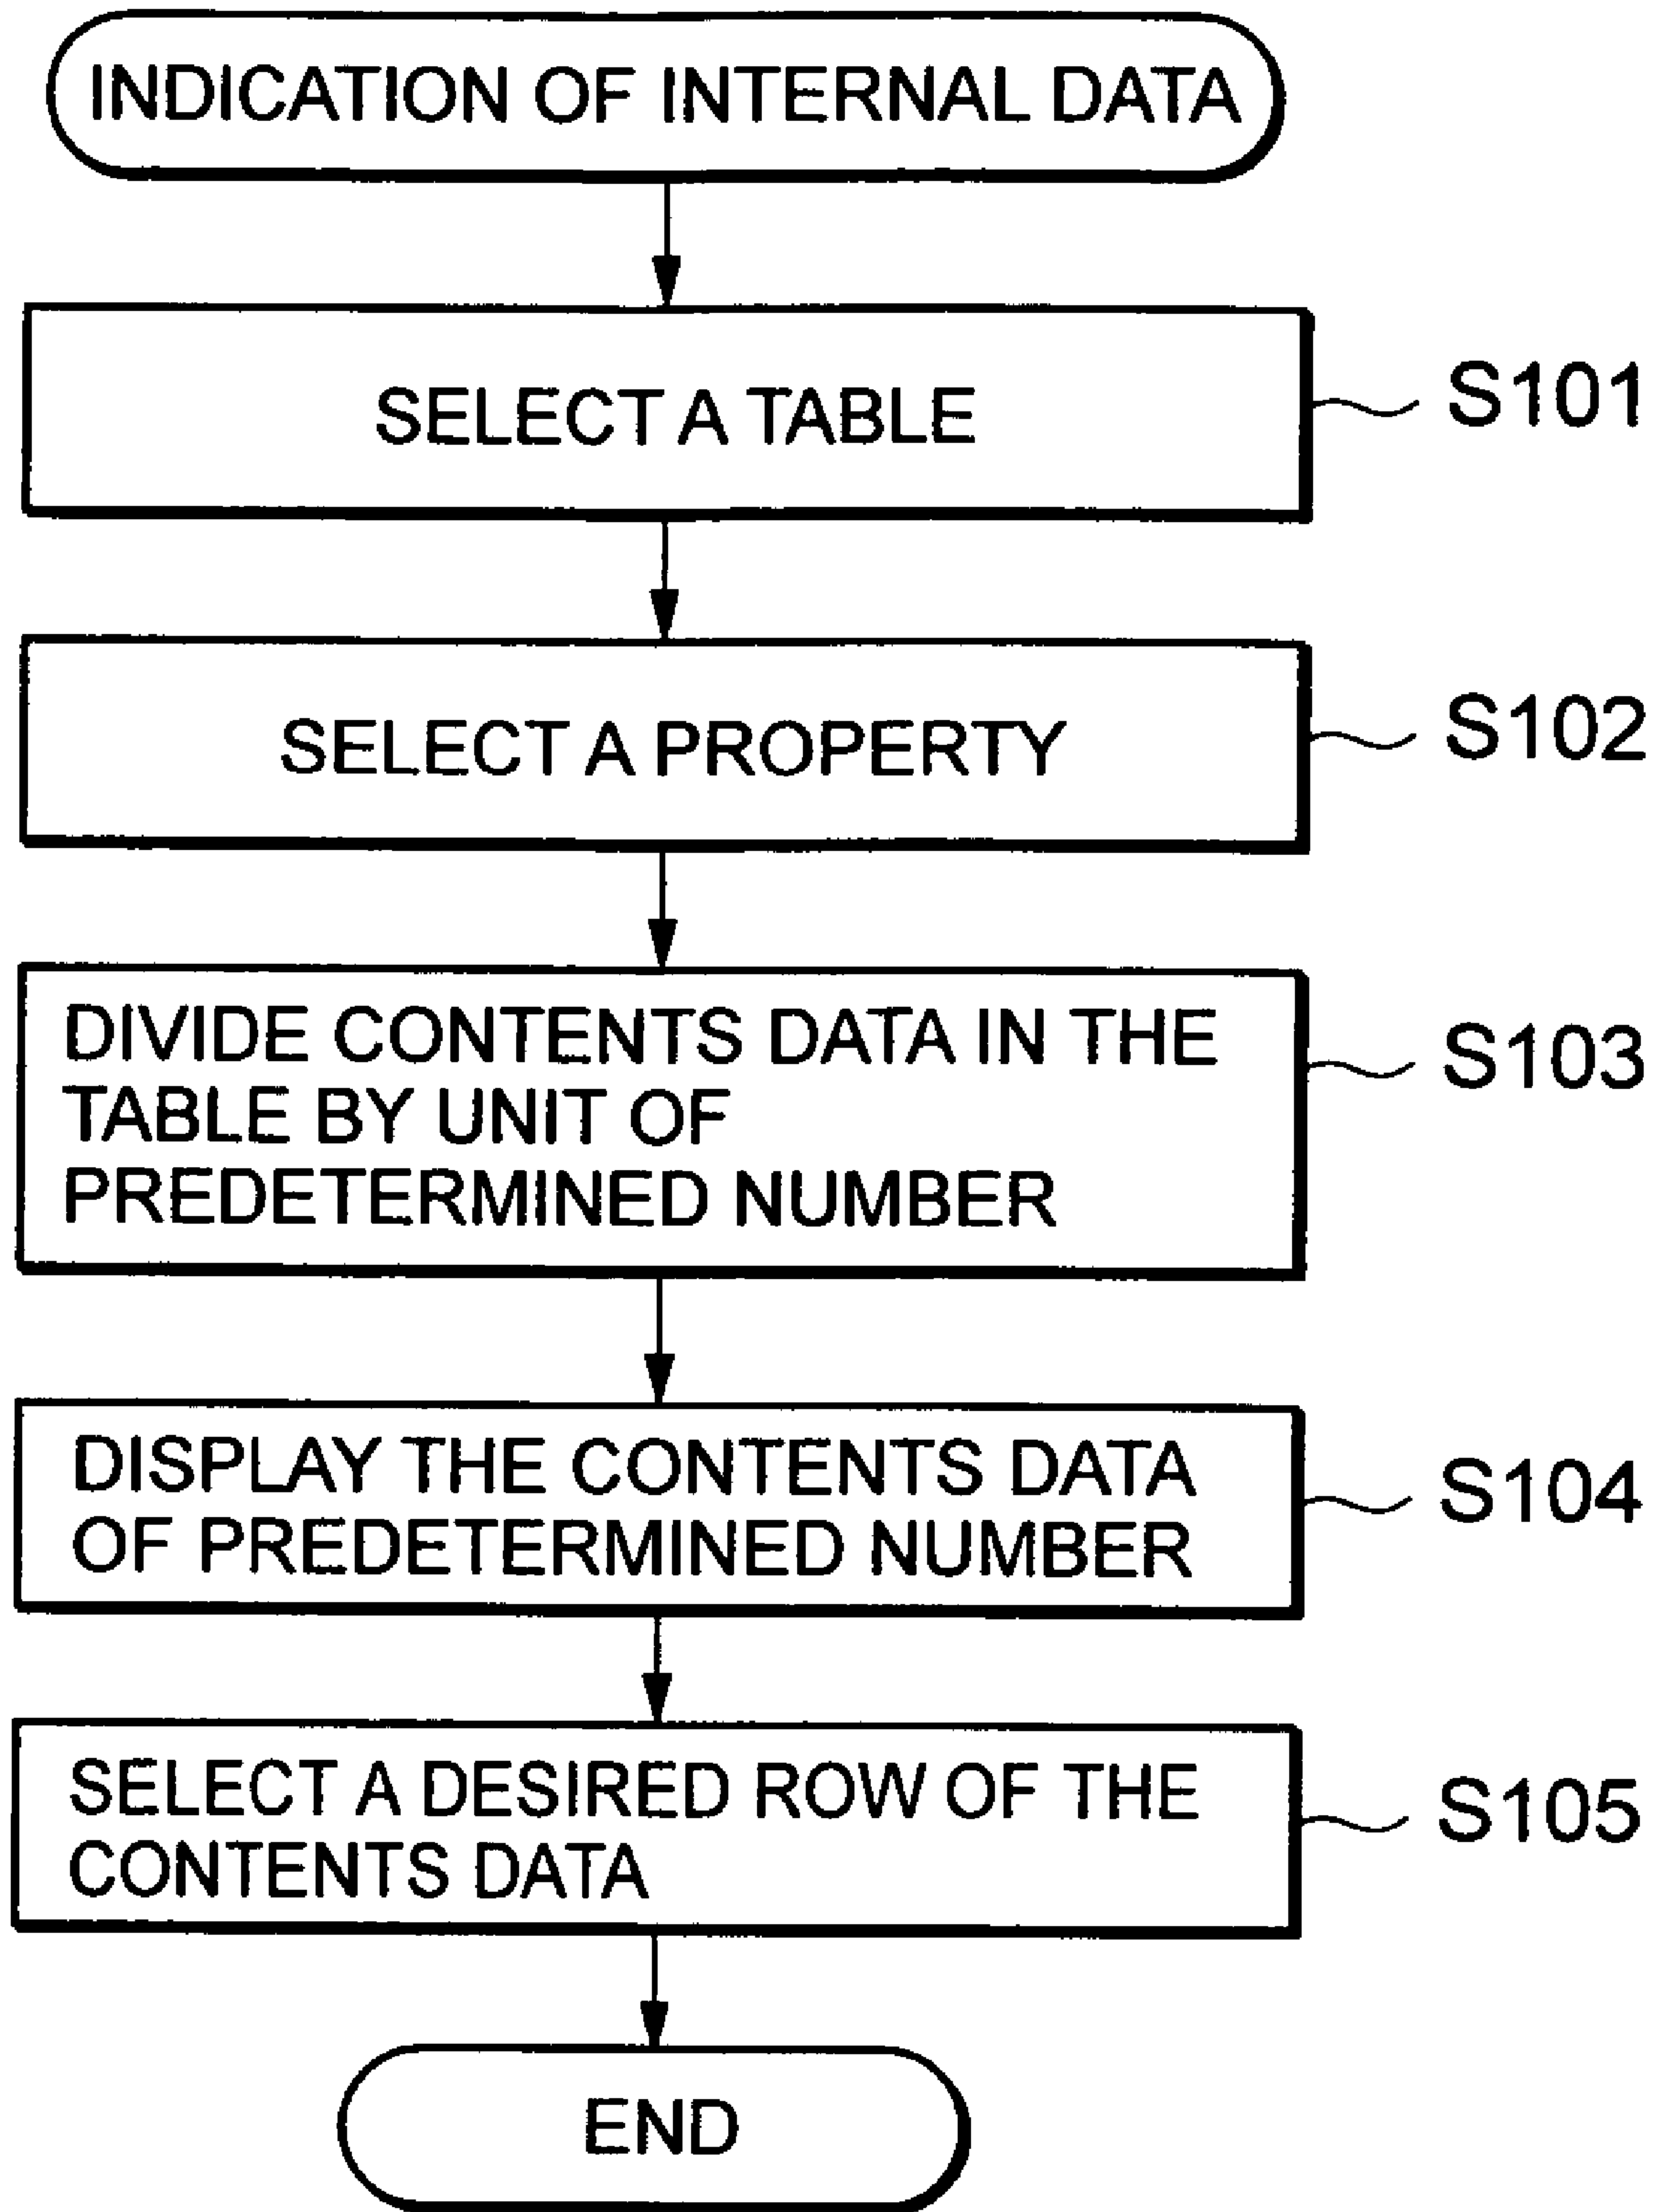 INDICATION OF INTERNAL DATA
SELECT A TABLE
S101
SELECT A PROPERTY
S102
DIVIDE CONTENTS DATA IN THE
TABLE BY UNIT OF
PREDETERMINED NUMBER
S103
DISPLAY THE CONTENTS DATA
OF PREDETERMINED NUMBER
S104
SELECT A DESIRED ROW OF THE
CONTENTS DATA
S105
END